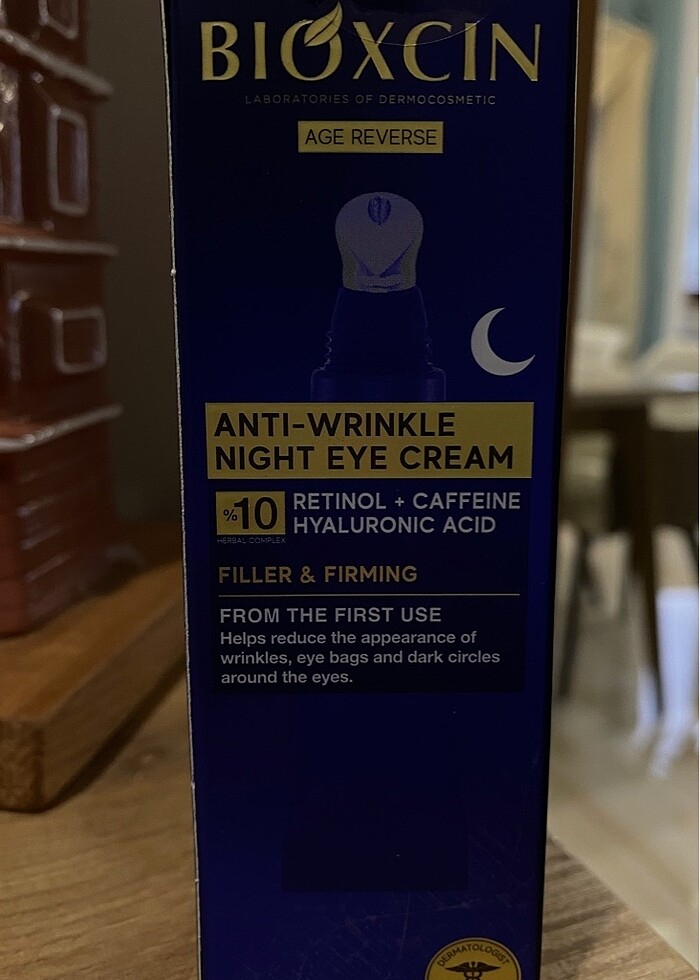 BIOXCIN
LABORATORIES OF DERMOCOSMETIC
AGE REVERSE
ANTI-WRINKLE
NIGHT EYE CREAM
%10 RETINOL + CAFFEINE
HERBAL COMPLEX HYALURONIC ACID
FILLER & FIRMING
FROM THE FIRST USE
Helps reduce the appearance of
wrinkles, eye bags and dark circles
around the eyes.
DERMATOLOGIST